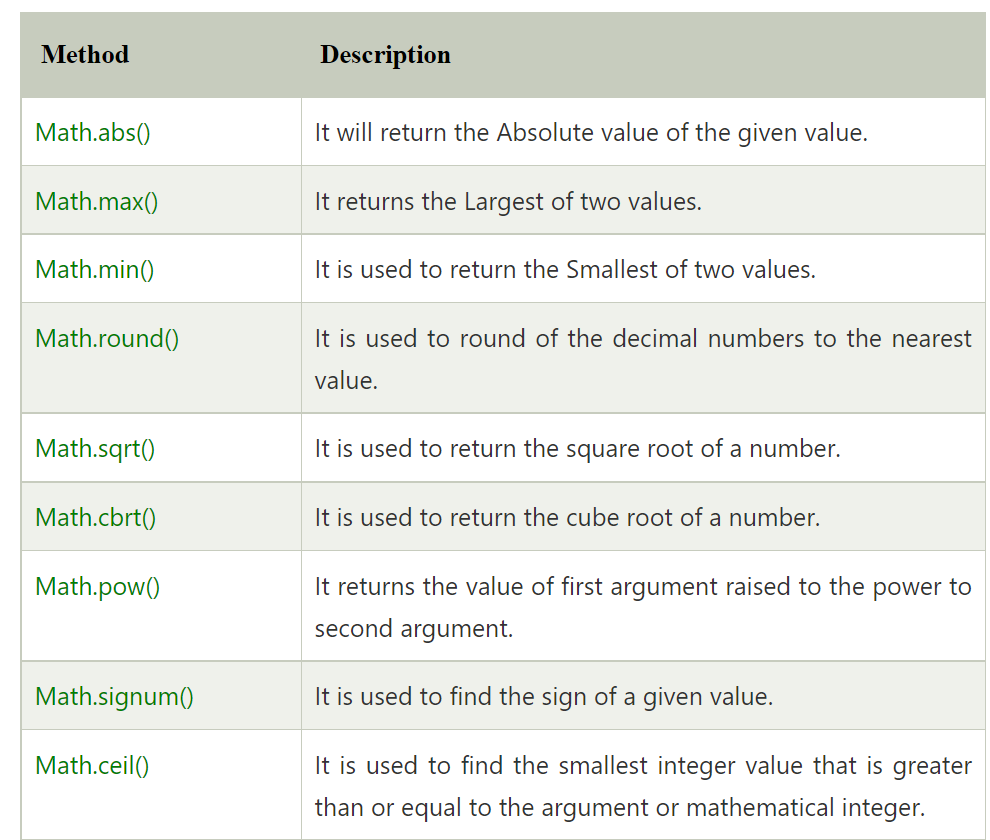 Method Description
Math.abs() It will return the Absolute value of the given value.
Math.max() It returns the Largest of two values.
Math.min() It is used to return the Smallest of two values.
Math.round() It is used to round of the decimal numbers to the nearest
value.
Math.sqrt() It is used to return the square root of a number.
Math.cbrt() It is used to return the cube root of a number.
Math.pow() It returns the value of first argument raised to the power to
second argument.
Math.signum() It is used to find the sign of a given value.
Math.ceil() It is used to find the smallest integer value that is greater
than or equal to the argument or mathematical integer.